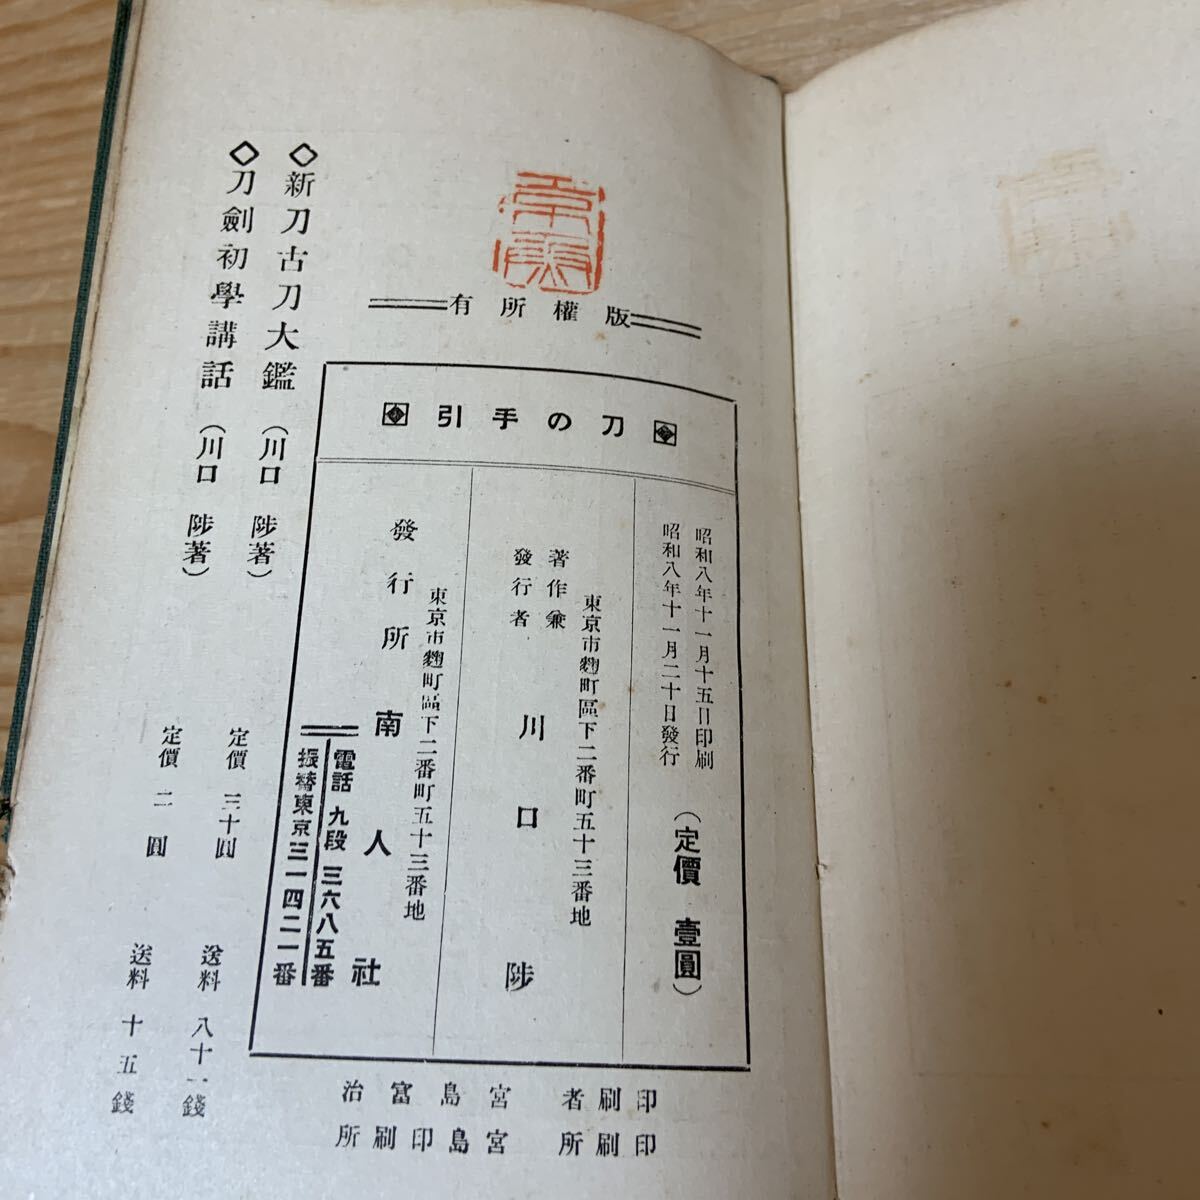 版權所有
刀の手引
昭和八年十一月十五日印刷
昭和八年十一月二十日發行
（定價 壹圓）
東京市麴町區下二番町五十三番地
著作兼
發行者
川口 陟
東京市麴町區下二番町五十三番地
發行所 南人社
電話 九段 三六八五番
振替東京 三一四二一番
印刷者 宮島富治
印刷所 宮島印刷所
◇新刀古刀大鑑（川口 陟著） 定價 三十圓 送料 八十一錢
◇刀劍初學講話（川口 陟著） 定價 二圓 送料 十五錢